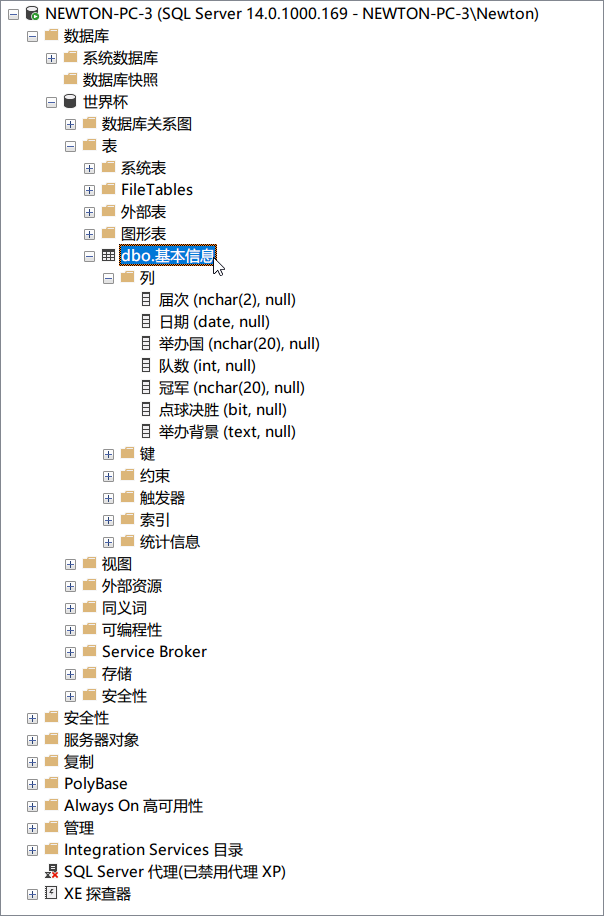 NEWTON-PC-3 (SQL Server 14.0.1000.169 - NEWTON-PC-3\Newton)
数据库
系统数据库
数据库快照
世界杯
数据库关系图
表
系统表
FileTables
外部表
图形表
dbo.基本信息
列
届次 (nchar(2), null)
日期 (date, null)
举办国 (nchar(20), null)
队数 (int, null)
冠军 (nchar(20), null)
点球决胜 (bit, null)
举办背景 (text, null)
键
约束
触发器
索引
统计信息
视图
外部资源
同义词
可编程性
Service Broker
存储
安全性
安全性
服务器对象
复制
PolyBase
Always On 高可用性
管理
Integration Services 目录
SQL Server 代理(已禁用代理 XP)
XE 探查器